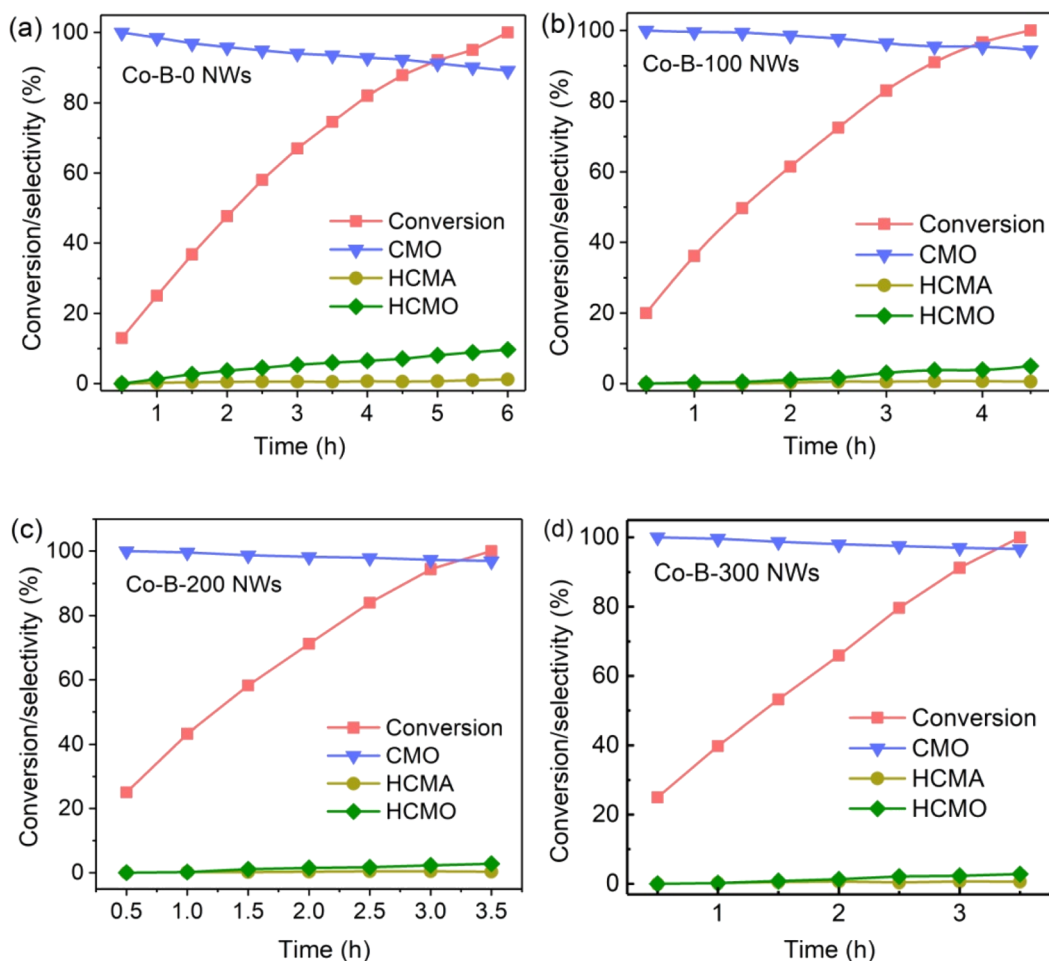 (a)
Conversion/selectivity (%)
100
80
60
40
20
0
Co-B-0 NWs
Conversion
CMO
HCMA
HCMO
1 2 3 4 5 6
Time (h)
(b)
Conversion/selectivity (%)
100
80
60
40
20
0
Co-B-100 NWs
Conversion
CMO
HCMA
HCMO
1 2 3 4
Time (h)
(c)
Conversion/selectivity (%)
100
80
60
40
20
0
Co-B-200 NWs
Conversion
CMO
HCMA
HCMO
0.5 1.0 1.5 2.0 2.5 3.0 3.5
Time (h)
(d)
Conversion/selectivity (%)
100
80
60
40
20
0
Co-B-300 NWs
Conversion
CMO
HCMA
HCMO
1 2 3
Time (h)